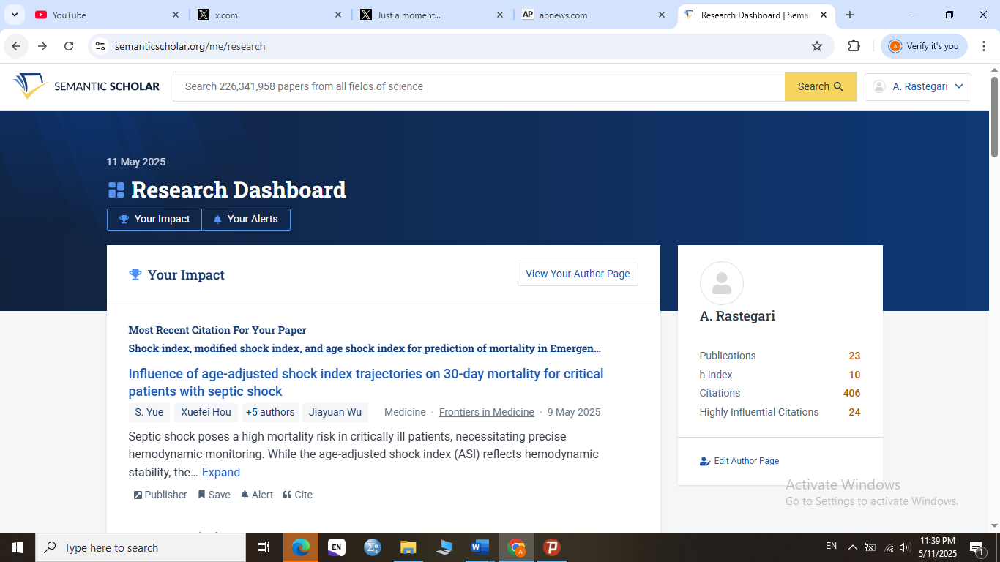 YouTube
x.com
Just a moment...
AP apnews.com
Research Dashboard | Seman
semanticscholar.org/me/research
A Verify it's you
SEMANTIC SCHOLAR
Search 226,341,958 papers from all fields of science
Search
A. Rastegari
11 May 2025
Research Dashboard
Your Impact
Your Alerts
Your Impact
View Your Author Page
Most Recent Citation For Your Paper
Shock index, modified shock index, and age shock index for prediction of mortality in Emergen...
Influence of age-adjusted shock index trajectories on 30-day mortality for critical
patients with septic shock
S. Yue Xuefei Hou +5 authors Jiayuan Wu Medicine · Frontiers in Medicine · 9 May 2025
Septic shock poses a high mortality risk in critically ill patients, necessitating precise
hemodynamic monitoring. While the age-adjusted shock index (ASI) reflects hemodynamic
stability, the... Expand
Publisher Save Alert Cite
A. Rastegari
Publications 23
h-index 10
Citations 406
Highly Influential Citations 24
Edit Author Page
Activate Windows
Go to Settings to activate Windows.
Type here to search
EN
EN
11:39 PM
5/11/2025
1